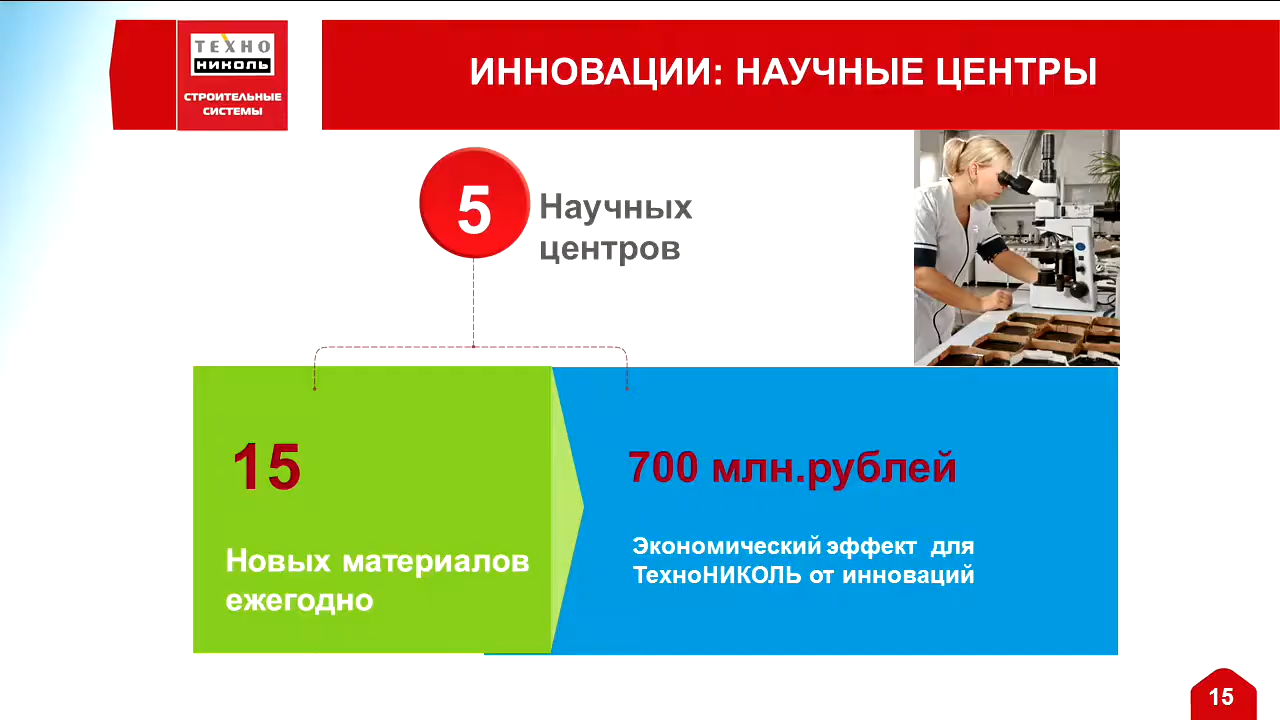 ТЕХНО
НИКОЛЬ
СТРОИТЕЛЬНЫЕ
СИСТЕМЫ
ИННОВАЦИИ: НАУЧНЫЕ ЦЕНТРЫ
5
Научных
центров
15
Новых материалов
ежегодно
700 млн.рублей
Экономический эффект для
ТехноНИКОЛЬ от инноваций
15